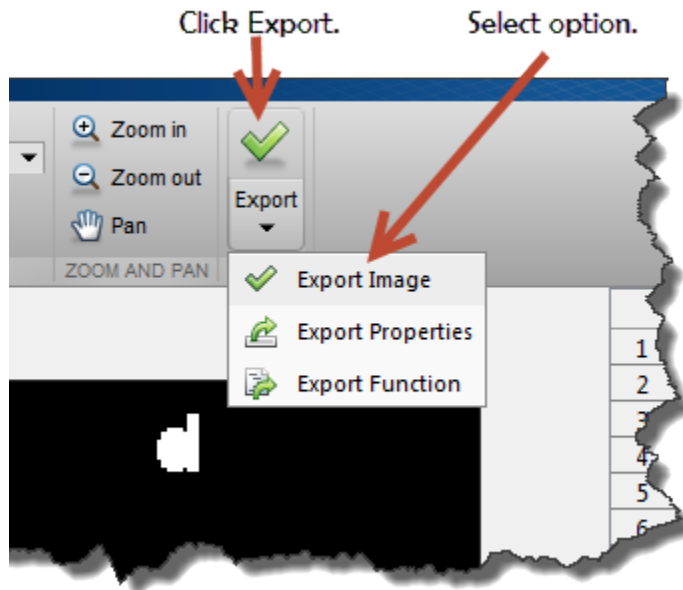 Click Export.
Select option.
Zoom in
Zoom out
Pan
ZOOM AND PAN
Export
Export Image
Export Properties
Export Function
d
1
2
3
4
5
6